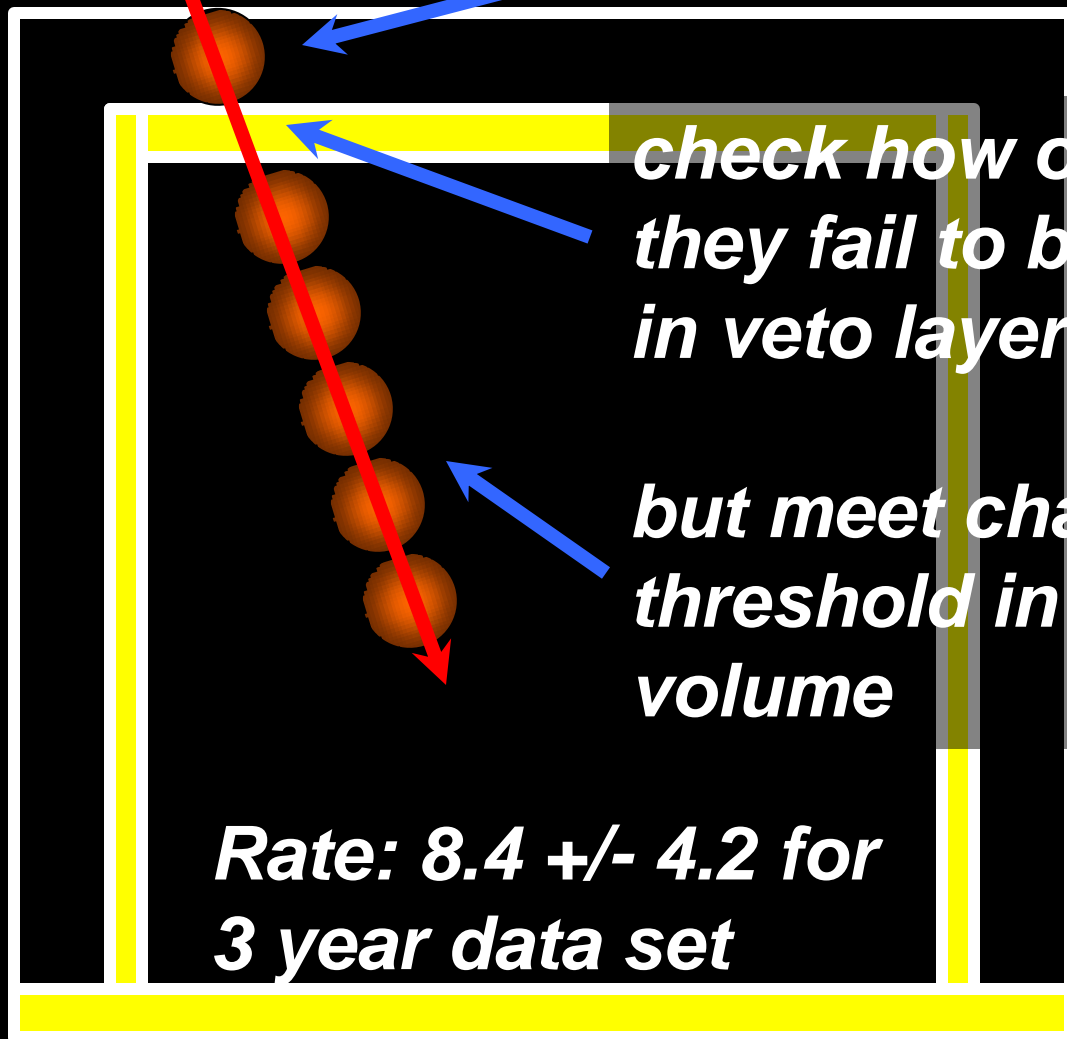 check how
they fail to
in veto layer
but meet
threshold in
volume
Rate: 8.4 +/- 4.2 for
3 year data set